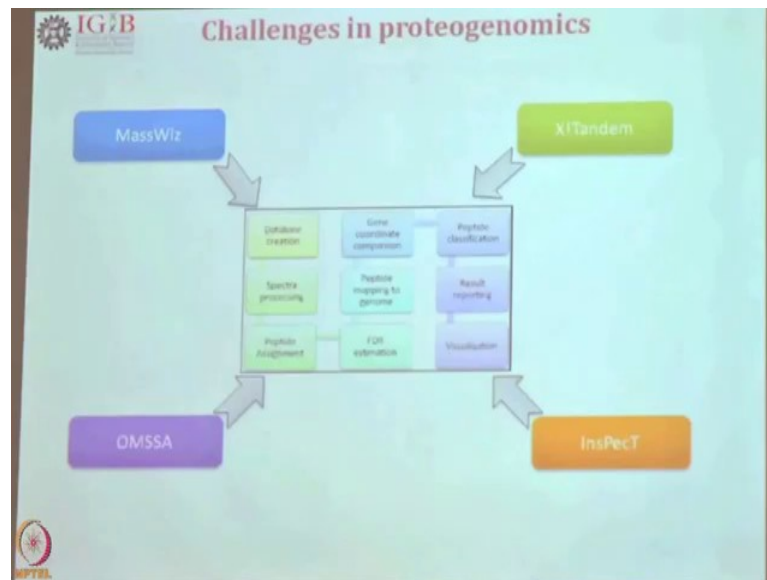 IGIB
Challenges in proteogenomics
MassWiz
X!Tandem
Database
creation
Gene
coordinate
comparison
Peptide
classification
Spectra
processing
Peptide
mapping to
genome
Result
reporting
Peptide
Assignment
FDR
estimation
Visualization
OMSSA
InsPecT
NPTEL